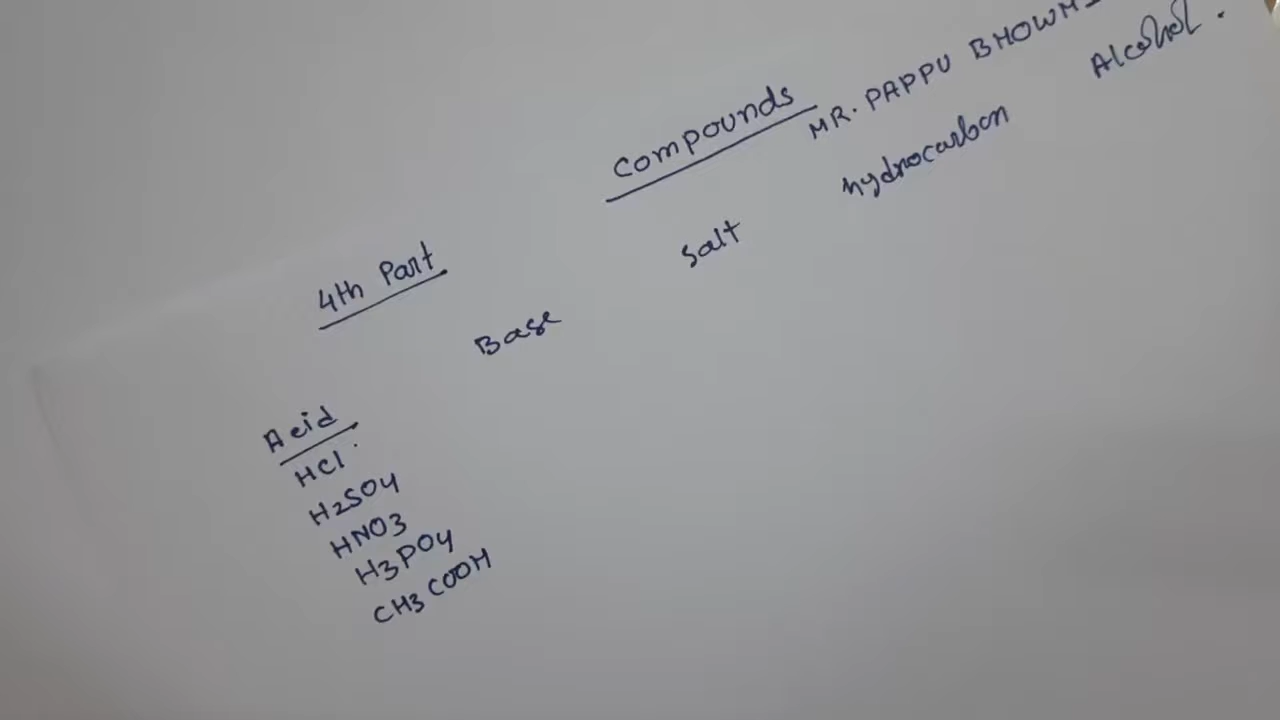 MR. PAPPU
Compounds
4th Part
Acid
Base
Salt
hydrocarbon
Alcohol.
HCl
H2SO4
HNO3
H3PO4
CH3COOH